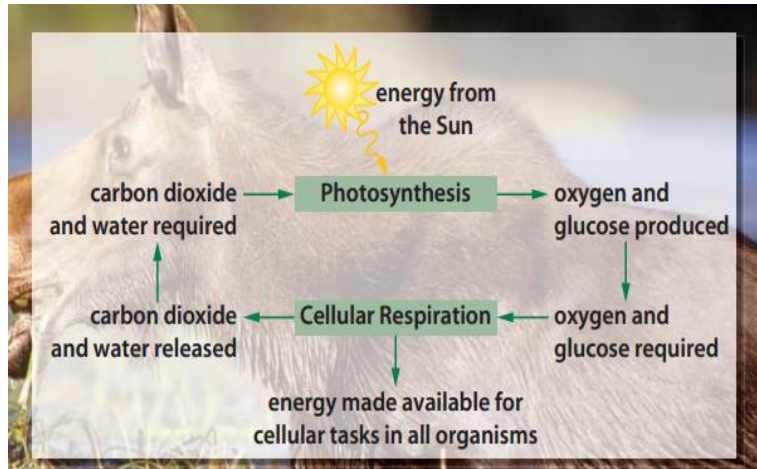 energy from
the Sun
carbon dioxide
and water required
Photosynthesis
oxygen and
glucose produced
carbon dioxide
and water released
Cellular Respiration
oxygen and
glucose required
energy made available for
cellular tasks in all organisms